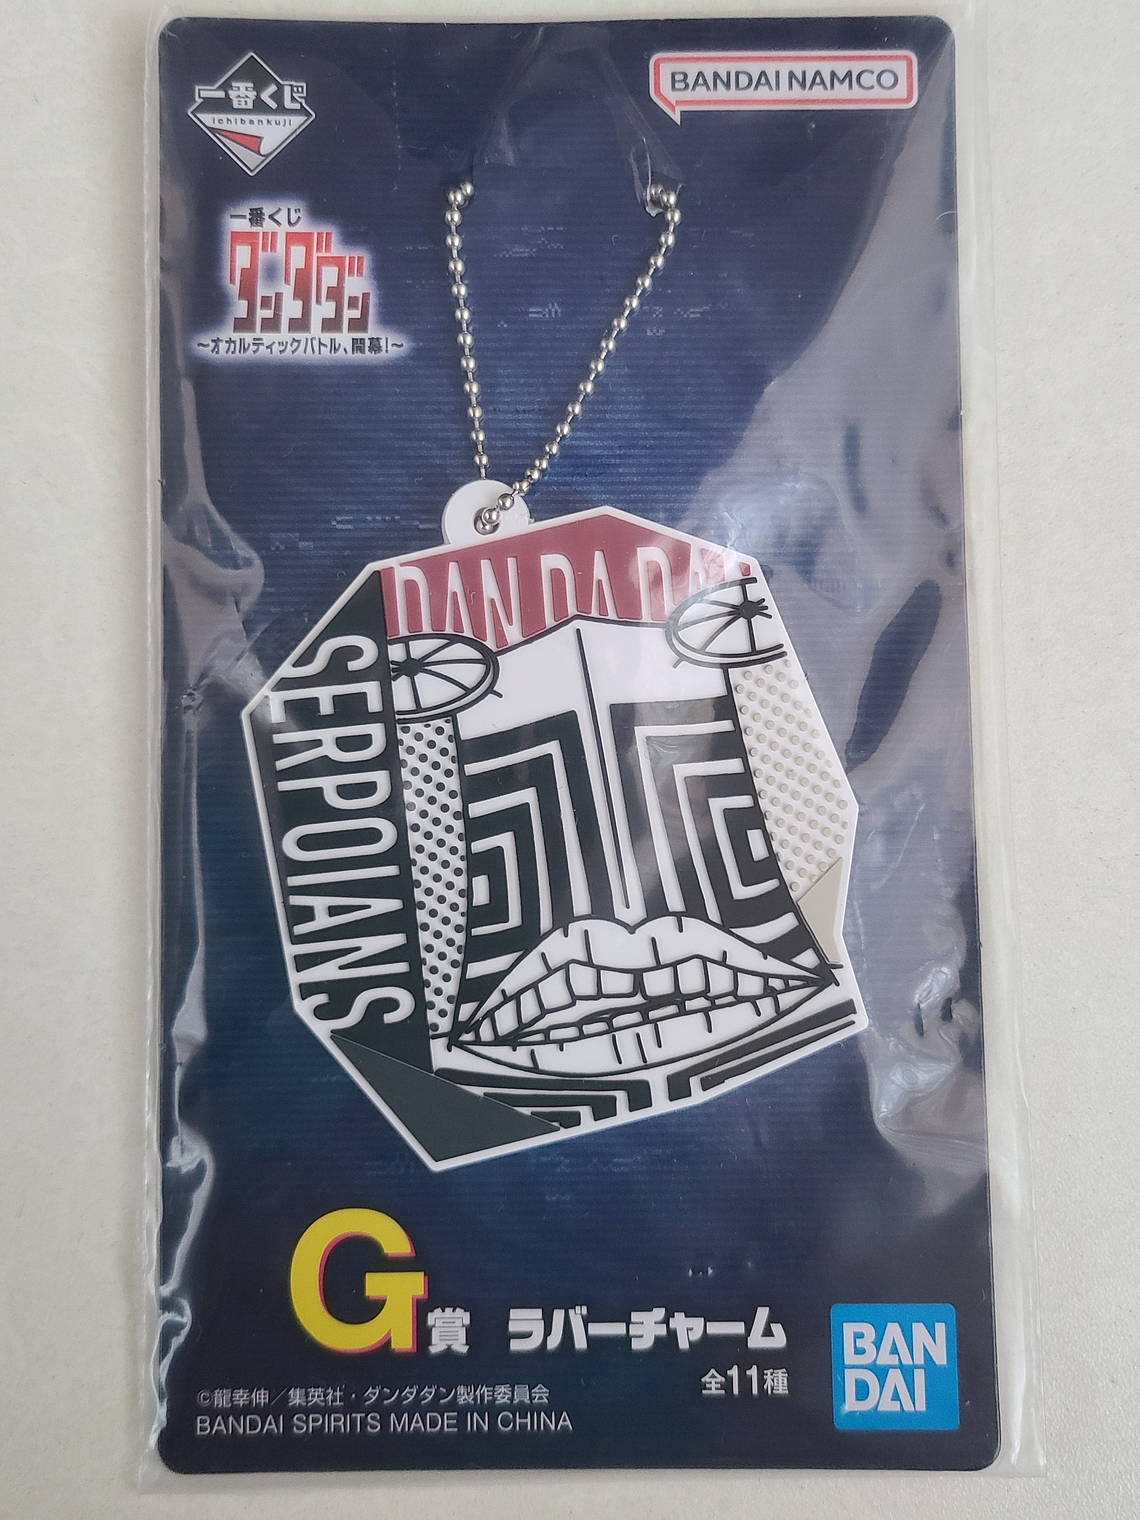 一番くじ
ichibankuji
BANDAI NAMCO
一番くじ
ダンダダン
～オカルティックバトル、開幕!～
DAN DA DAN
SERPOIANS
G賞 ラバーチャーム
全11種
©龍幸伸／集英社・ダンダダン製作委員会
BANDAI SPIRITS MADE IN CHINA
BAN
DAI